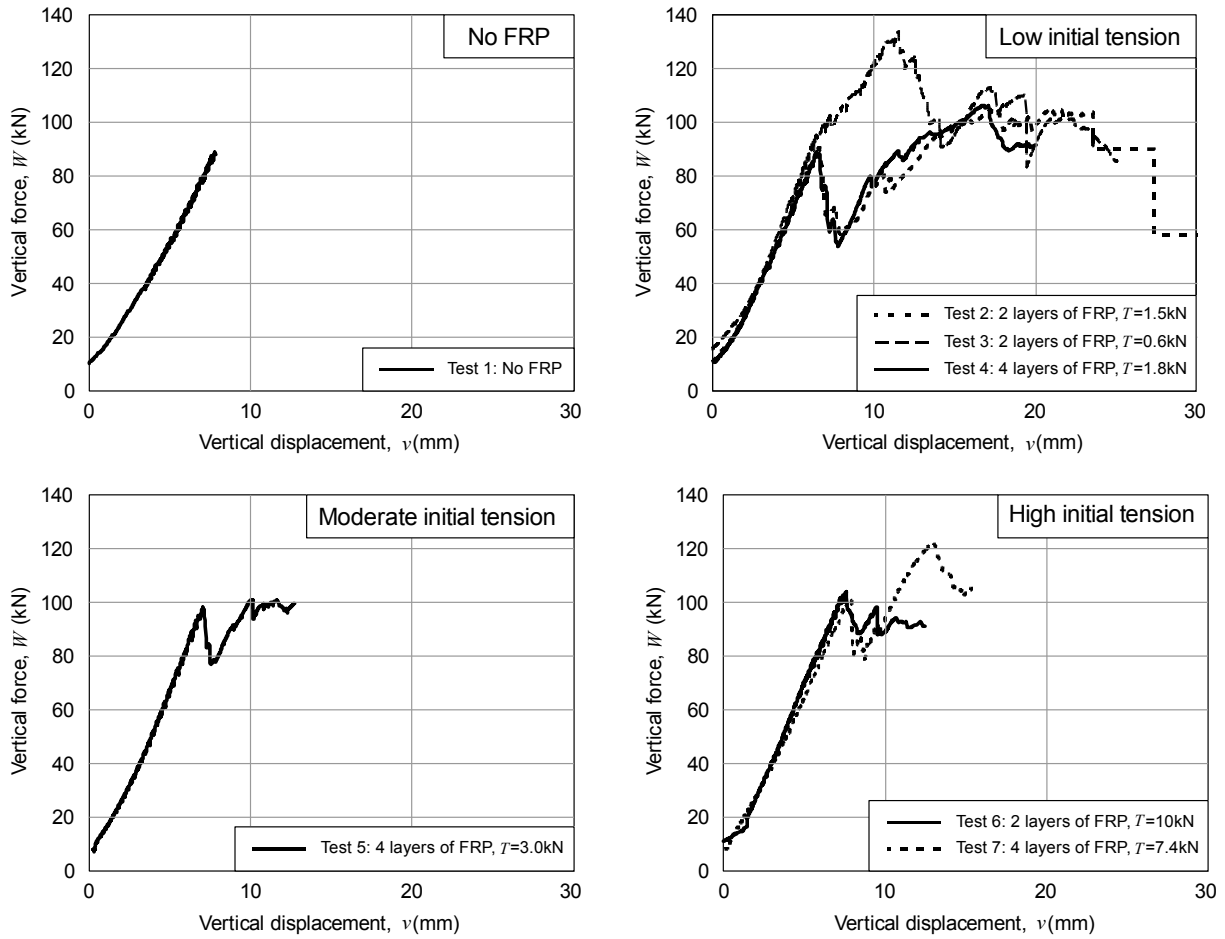 No FRP
140
120
100
80
60
40
20
0
Vertical force, W (kN)
Test 1: No FRP
0 10 20 30
Vertical displacement, v(mm)
Low initial tension
140
120
100
80
60
40
20
0
Vertical force, W (kN)
Test 2: 2 layers of FRP, T=1.5kN
Test 3: 2 layers of FRP, T=0.6kN
Test 4: 4 layers of FRP, T=1.8kN
0 10 20 30
Vertical displacement, v(mm)
Moderate initial tension
140
120
100
80
60
40
20
0
Vertical force, W (kN)
Test 5: 4 layers of FRP, T=3.0kN
0 10 20 30
Vertical displacement, v(mm)
High initial tension
140
120
100
80
60
40
20
0
Vertical force, W (kN)
Test 6: 2 layers of FRP, T=10kN
Test 7: 4 layers of FRP, T=7.4kN
0 10 20 30
Vertical displacement, v(mm)